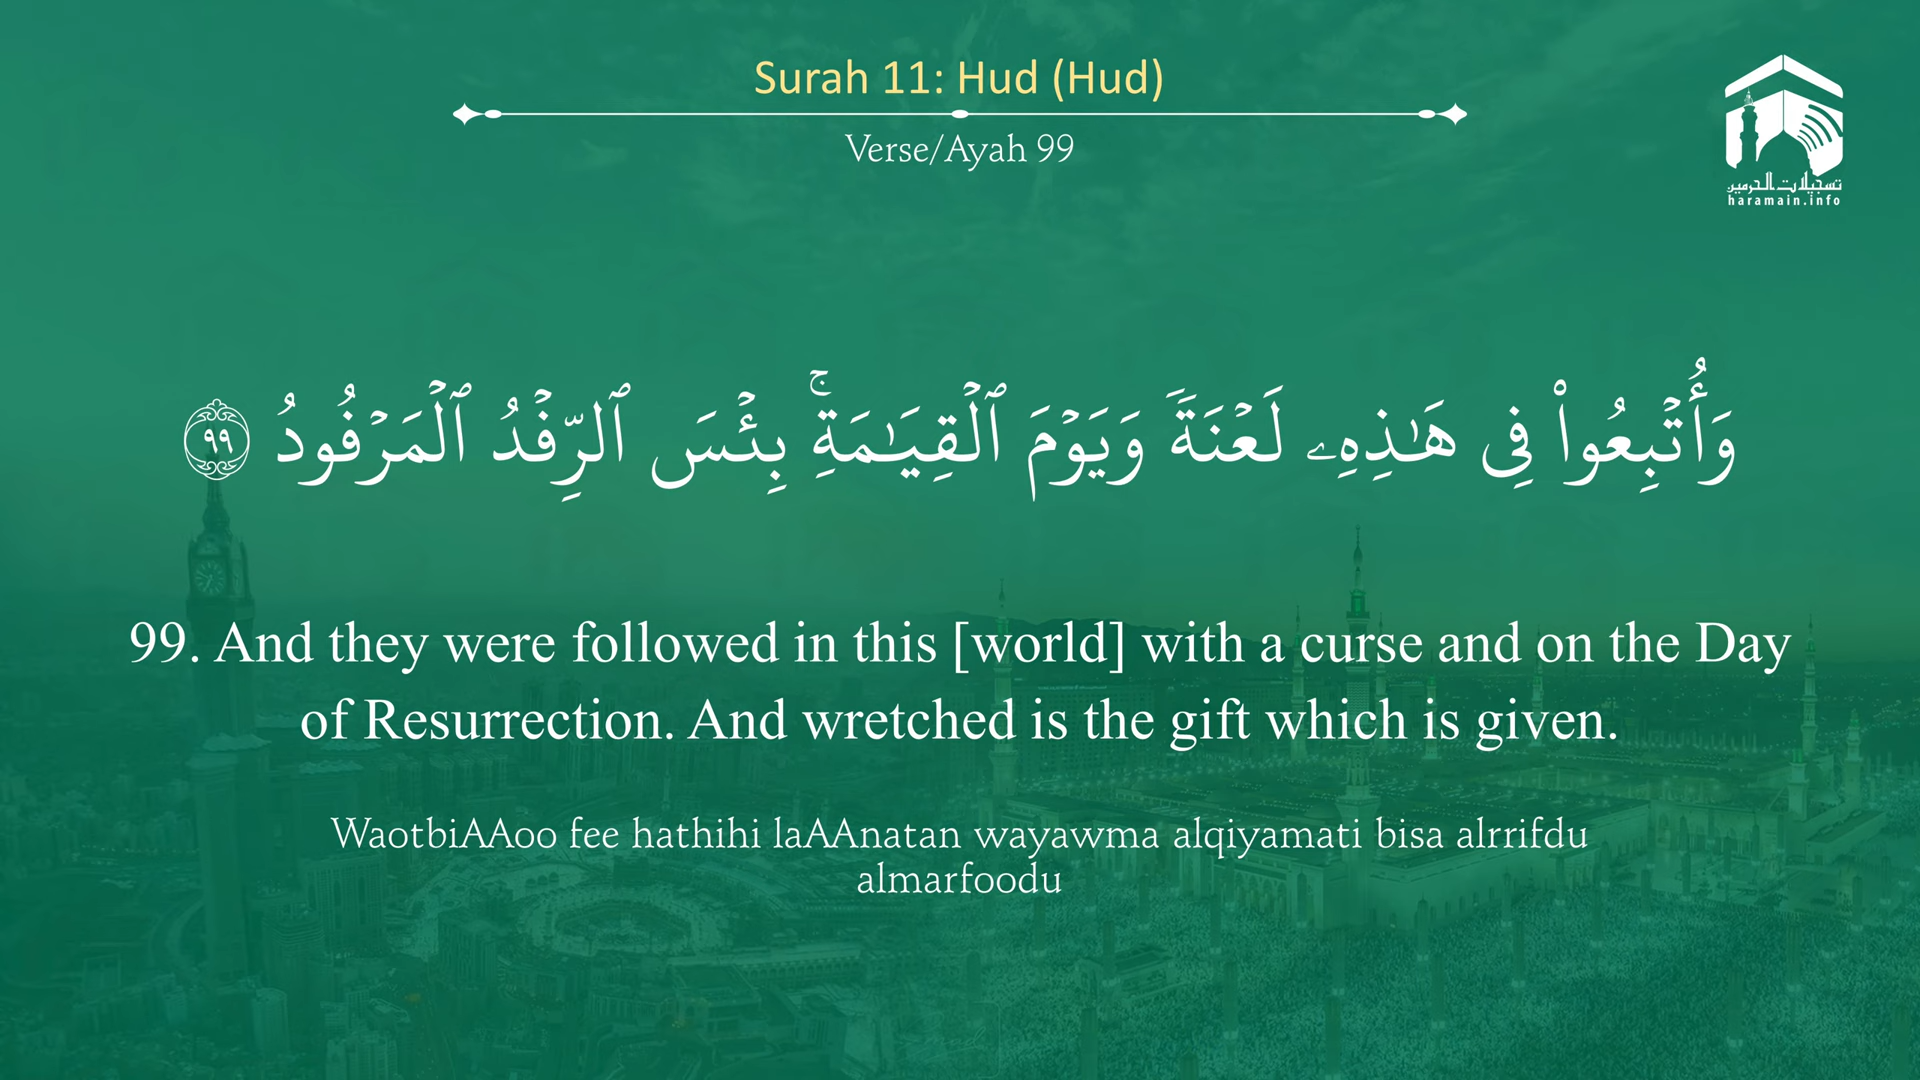 Surah 11: Hud (Hud)
Verse/Ayah 99
تسجيلات الحرمين
haramain.info
وَأُتۡبِعُواْ فِی هَـٰذِهِۦ لَعۡنَةࣰ وَیَوۡمَ ٱلۡقِیَـٰمَةِۚ بِئۡسَ ٱلرِّفۡدُ ٱلۡمَرۡفُودُ ٩٩
99. And they were followed in this [world] with a curse and on the Day
of Resurrection. And wretched is the gift which is given.
WaotbiAAoo fee hathihi laAAnatan wayawma alqiyamati bisa alrrifdu
almarfoodu